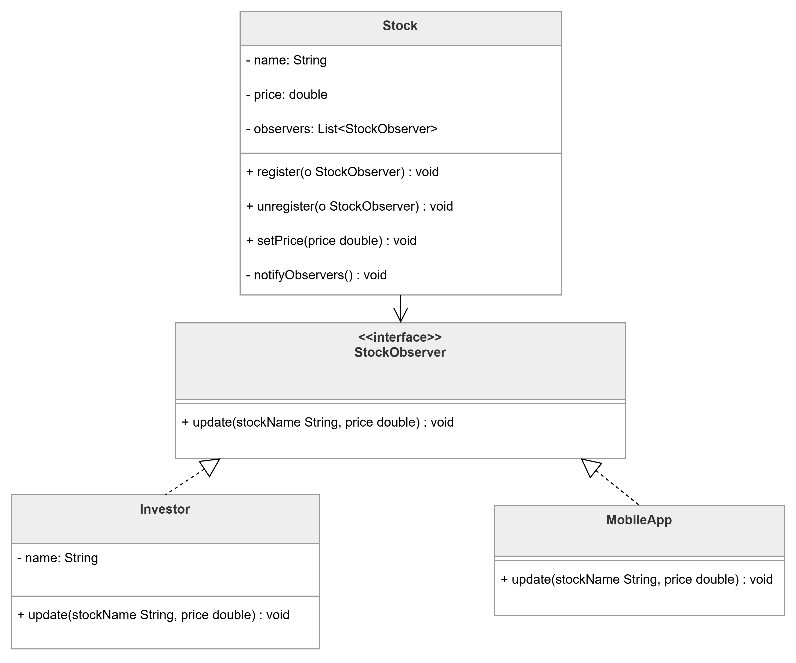 Stock
- name: String
- price: double
- observers: List<StockObserver>
+ register(o StockObserver) : void
+ unregister(o StockObserver) : void
+ setPrice(price double) : void
- notifyObservers() : void
<<interface>>
StockObserver
+ update(stockName String, price double) : void
Investor
- name: String
+ update(stockName String, price double) : void
MobileApp
+ update(stockName String, price double) : void